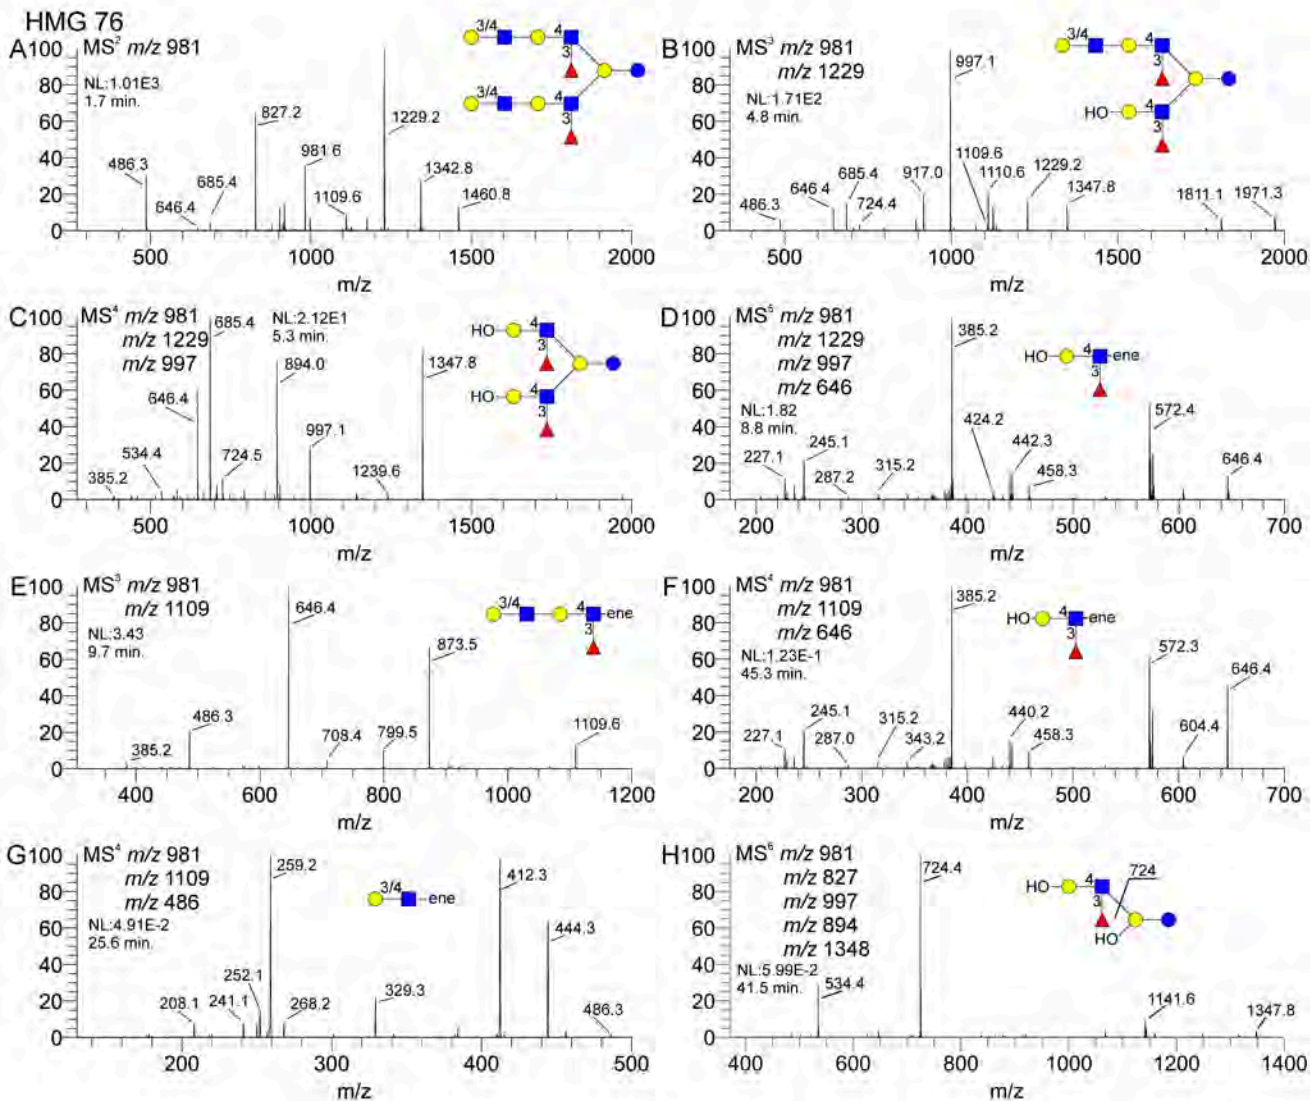 HMG 76
A
MS² m/z 981
NL:1.01E3
1.7 min.
100
80
60
40
20
0
486.3
646.4
685.4
827.2
981.6
1109.6
1229.2
1342.8
1460.8
3/4 4
3
3/4 4
3
500 1000 1500 2000
m/z
B
MS³ m/z 981
m/z 1229
NL:1.71E2
4.8 min.
100
80
60
40
20
0
486.3
646.4
685.4
724.4
917.0
997.1
1109.6
1110.6
1229.2
1347.8
1811.1
1971.3
3/4 4
3
HO 4
3
500 1000 1500 2000
m/z
C
MS⁴ m/z 981
m/z 1229
m/z 997
NL:2.12E1
5.3 min.
100
80
60
40
20
0
385.2
534.4
646.4
685.4
724.5
894.0
997.1
1239.6
1347.8
HO 4
3
HO 4
3
500 1000 1500 2000
m/z
D
MS⁵ m/z 981
m/z 1229
m/z 997
m/z 646
NL:1.82
8.8 min.
100
80
60
40
20
0
227.1
245.1
287.2
315.2
385.2
424.2
442.3
458.3
572.4
646.4
HO 4 ene
3
200 300 400 500 600 700
m/z
E
MS³ m/z 981
m/z 1109
NL:3.43
9.7 min.
100
80
60
40
20
0
385.2
486.3
646.4
708.4
799.5
873.5
1109.6
3/4 4 ene
3
400 600 800 1000 1200
m/z
F
MS⁴ m/z 981
m/z 1109
m/z 646
NL:1.23E-1
45.3 min.
100
80
60
40
20
0
227.1
245.1
287.0
315.2
343.2
385.2
440.2
458.3
572.3
604.4
646.4
HO 4 ene
3
200 300 400 500 600 700
m/z
G
MS⁴ m/z 981
m/z 1109
m/z 486
NL:4.91E-2
25.6 min.
100
80
60
40
20
0
208.1
241.1
252.1
259.2
268.2
329.3
412.3
444.3
486.3
3/4 ene
200 300 400 500
m/z
H
MS⁶ m/z 981
m/z 827
m/z 997
m/z 894
m/z 1348
NL:5.99E-2
41.5 min.
100
80
60
40
20
0
534.4
724.4
1141.6
1347.8
HO 4 724
3
HO
400 600 800 1000 1200 1400
m/z